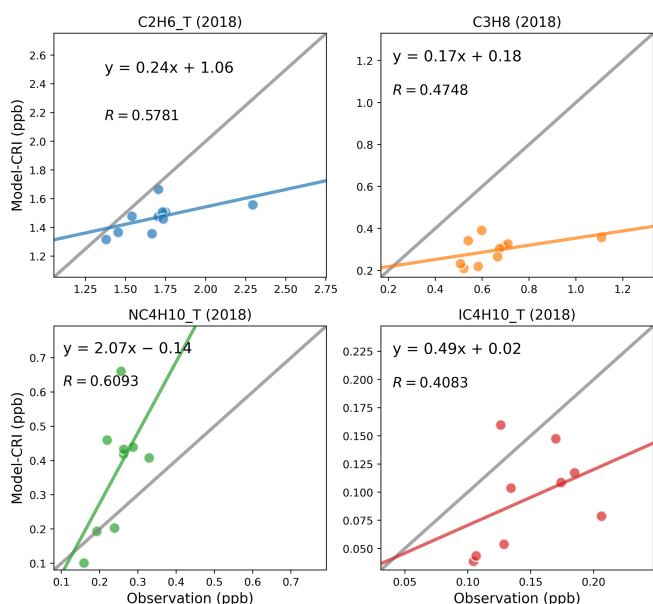 C2H6_T (2018)
y = 0.24x + 1.06
R = 0.5781
Model-CRI (ppb)
2.6
2.4
2.2
2.0
1.8
1.6
1.4
1.2
1.25 1.50 1.75 2.00 2.25 2.50 2.75
C3H8 (2018)
y = 0.17x + 0.18
R = 0.4748
1.2
1.0
0.8
0.6
0.4
0.2
0.2 0.4 0.6 0.8 1.0 1.2
NC4H10_T (2018)
y = 2.07x − 0.14
R = 0.6093
Model-CRI (ppb)
0.7
0.6
0.5
0.4
0.3
0.2
0.1
0.1 0.2 0.3 0.4 0.5 0.6 0.7
Observation (ppb)
IC4H10_T (2018)
y = 0.49x + 0.02
R = 0.4083
0.225
0.200
0.175
0.150
0.125
0.100
0.075
0.050
0.05 0.10 0.15 0.20
Observation (ppb)